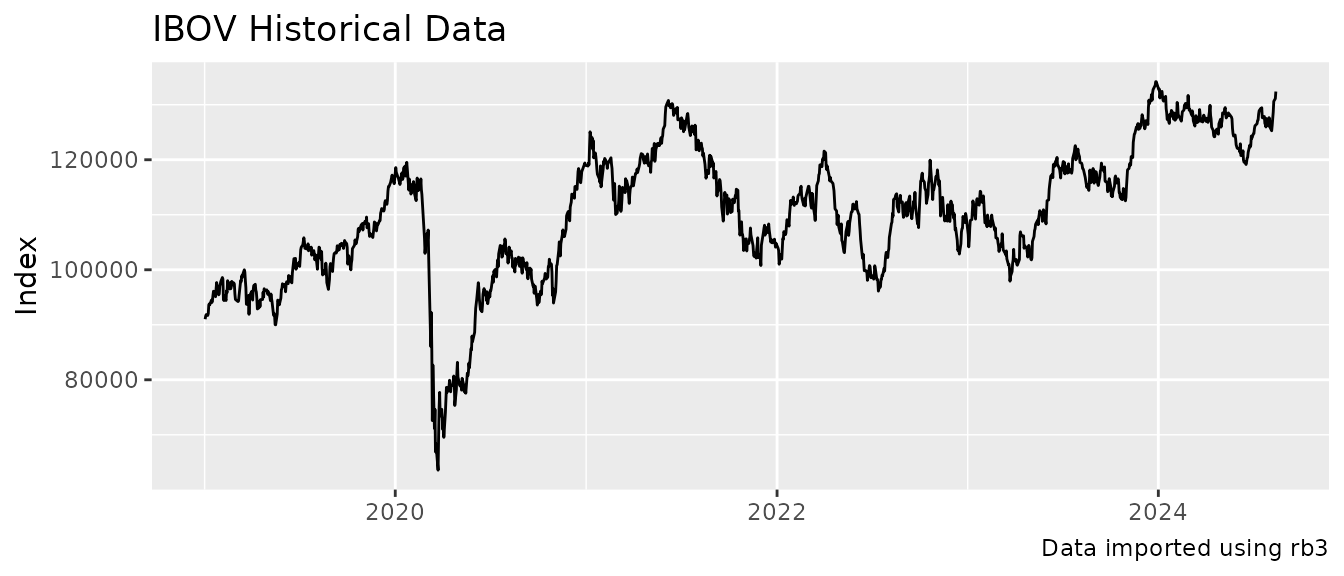 IBOV Historical Data
Index
120000
100000
80000
2020 2022 2024
Data imported using rb3